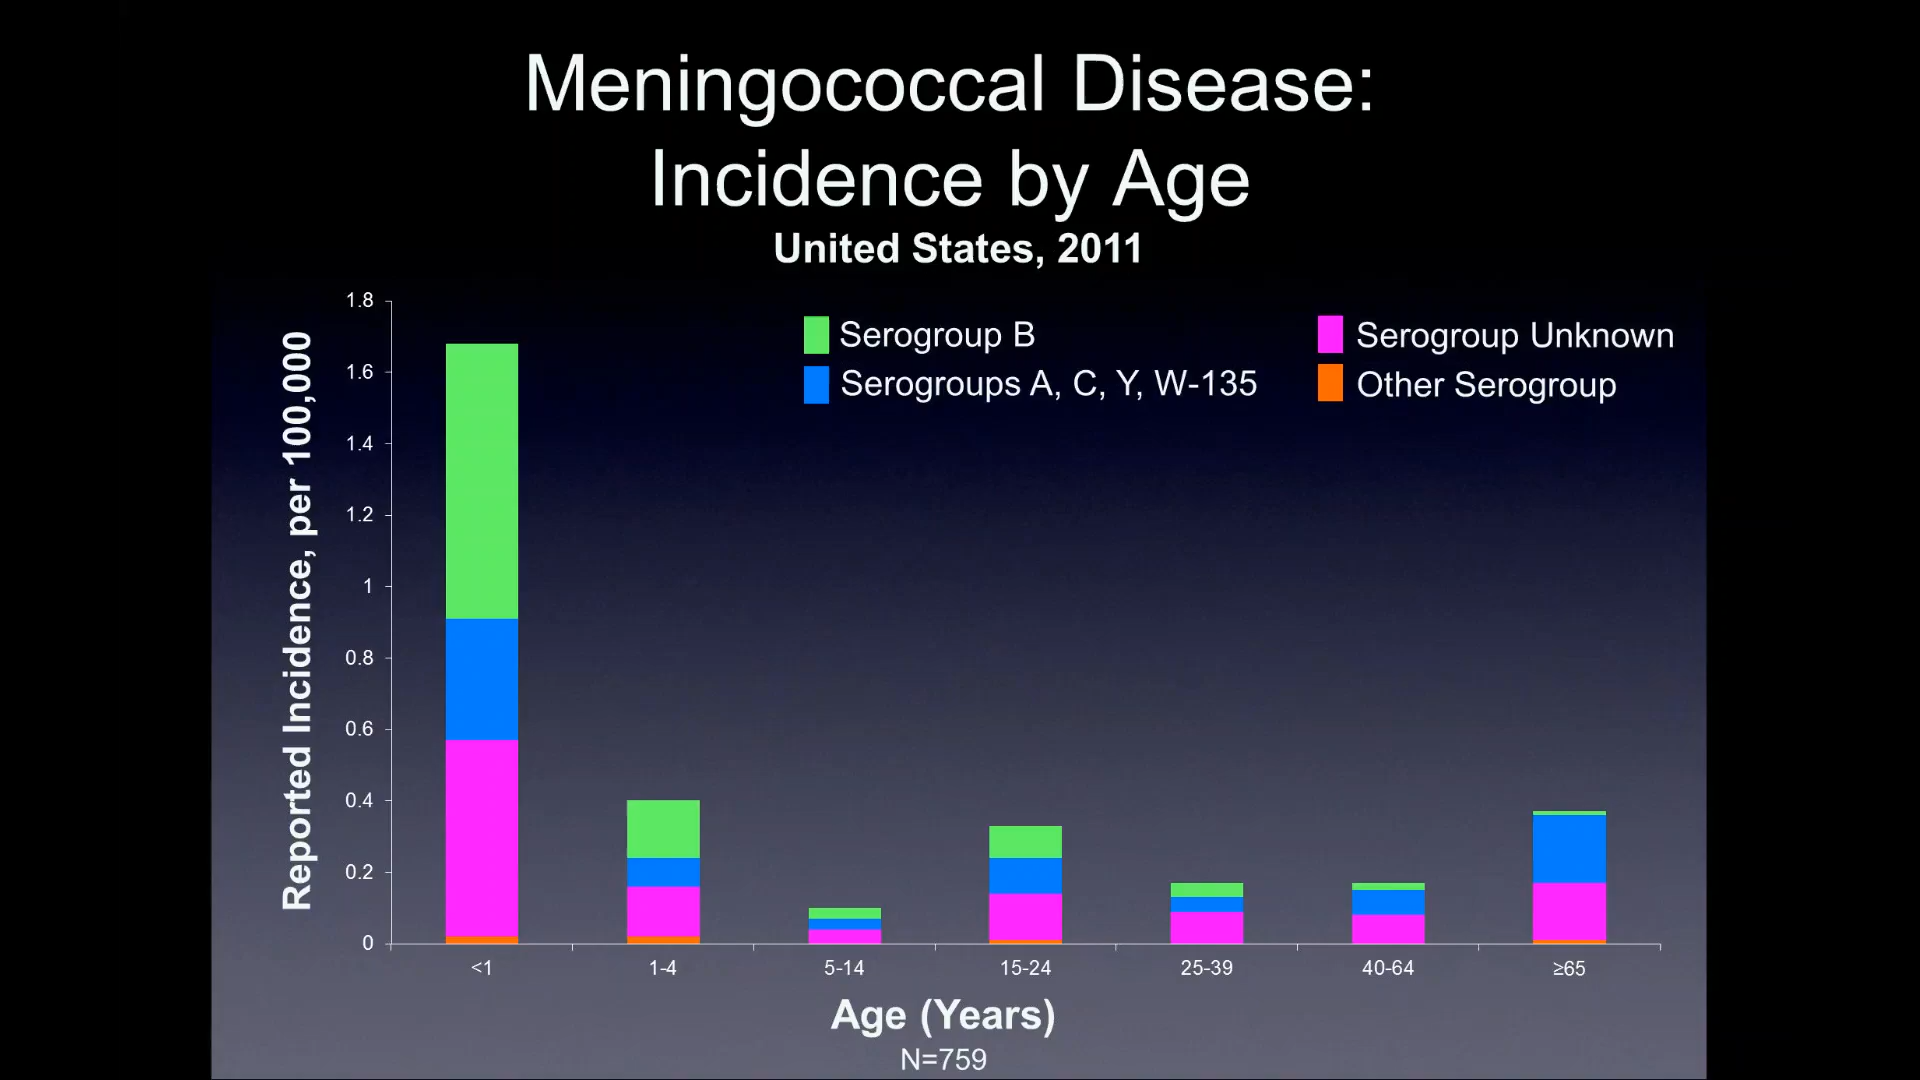 Meningococcal Disease:
Incidence by Age
United States, 2011
Reported Incidence, per 100,000
1.8
1.6
1.4
1.2
1
0.8
0.6
0.4
0.2
0
Serogroup B
Serogroups A, C, Y, W-135
Serogroup Unknown
Other Serogroup
<1
1-4
5-14
15-24
25-39
40-64
≥65
Age (Years)
N=759